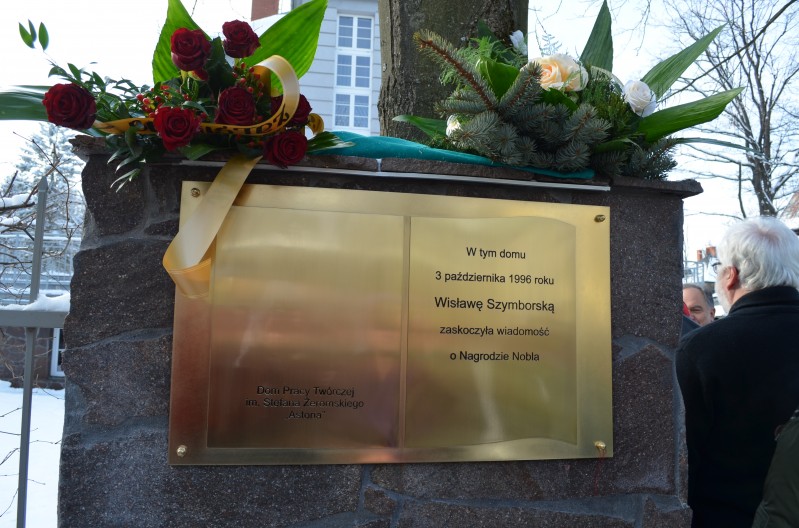 W tym domu
3 października 1996 roku
Wisławę Szymborską
zaskoczyła wiadomość
o Nagrodzie Nobla
Dom Pracy Twórczej
im. Stefana Żeromskiego
"Astoria"